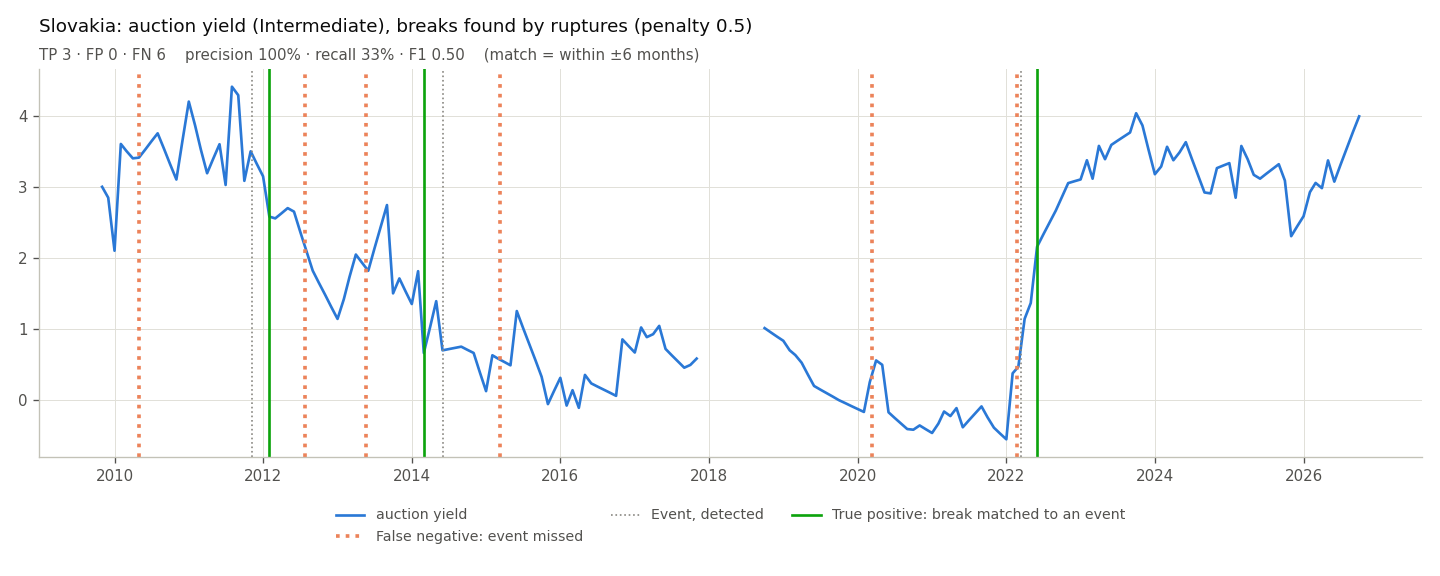 Slovakia: auction yield (Intermediate), breaks found by ruptures (penalty 0.5)
TP 3 · FP 0 · FN 6    precision 100% · recall 33% · F1 0.50    (match = within ±6 months)
4
3
2
1
0
2010 2012 2014 2016 2018 2020 2022 2024 2026
auction yield
False negative: event missed
Event, detected
True positive: break matched to an event